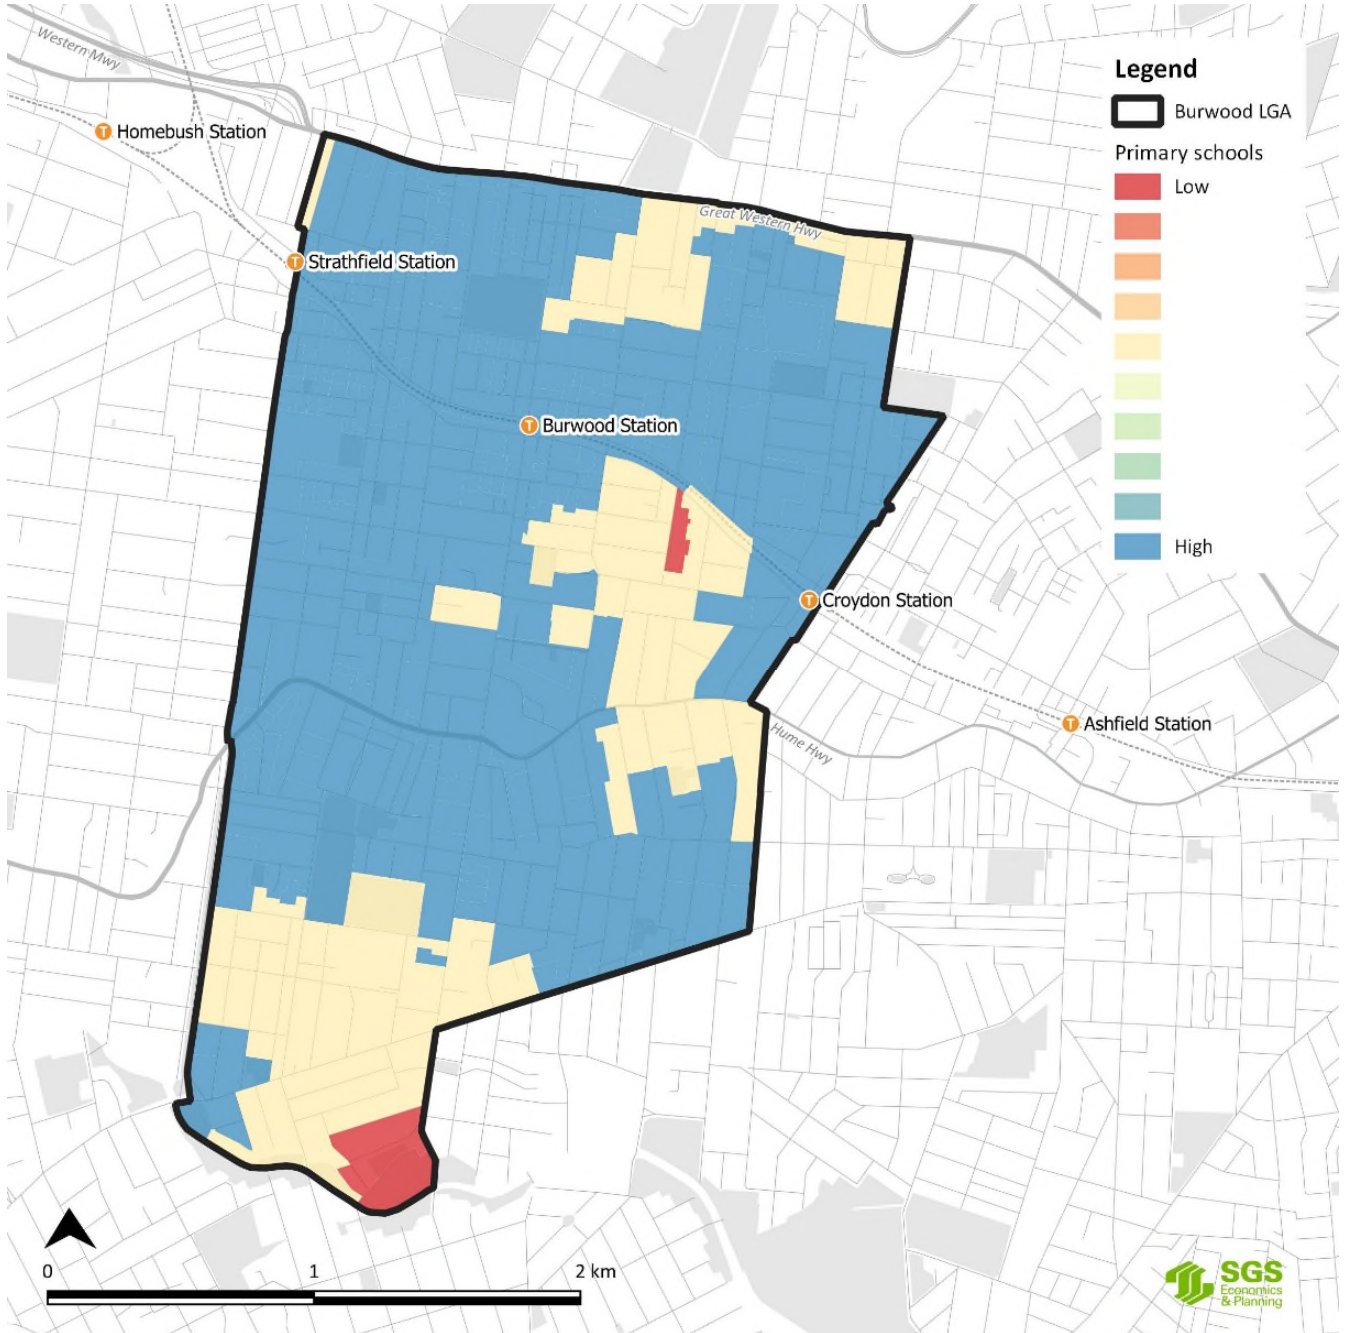 Western Mwy
Homebush Station
Strathfield Station
Great Western Hwy
Burwood Station
Croydon Station
Ashfield Station
Hume Hwy
Legend
Burwood LGA
Primary schools
Low
High
0 1 2 km
SGS
Economics
& Planning